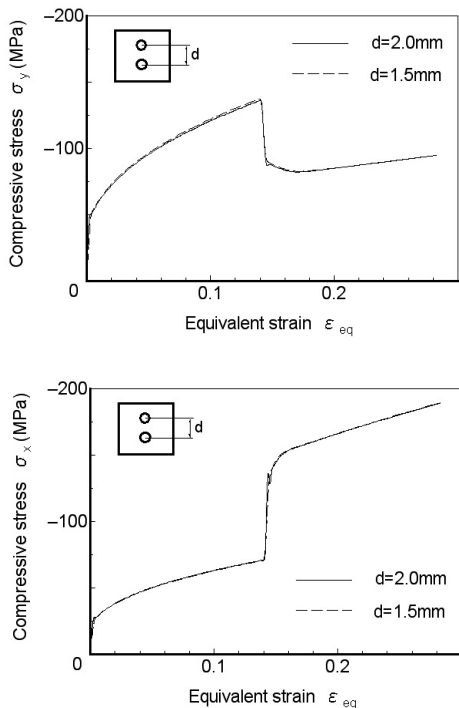 −200
Compressive stress σy (MPa)
d
d=2.0mm
d=1.5mm
−100
0
0.1
0.2
Equivalent strain εeq
−200
Compressive stress σx (MPa)
d
−100
d=2.0mm
d=1.5mm
0
0.1
0.2
Equivalent strain εeq